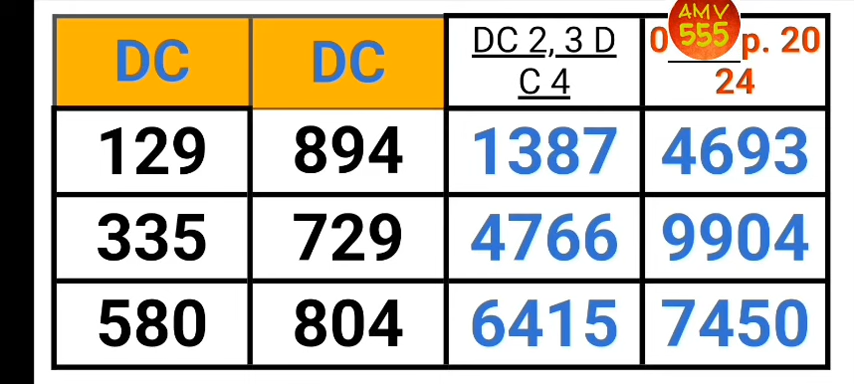 DC DC DC 2, 3 D
C 4
0 p. 20
24
AMV
555
129 894 1387 4693
335 729 4766 9904
580 804 6415 7450